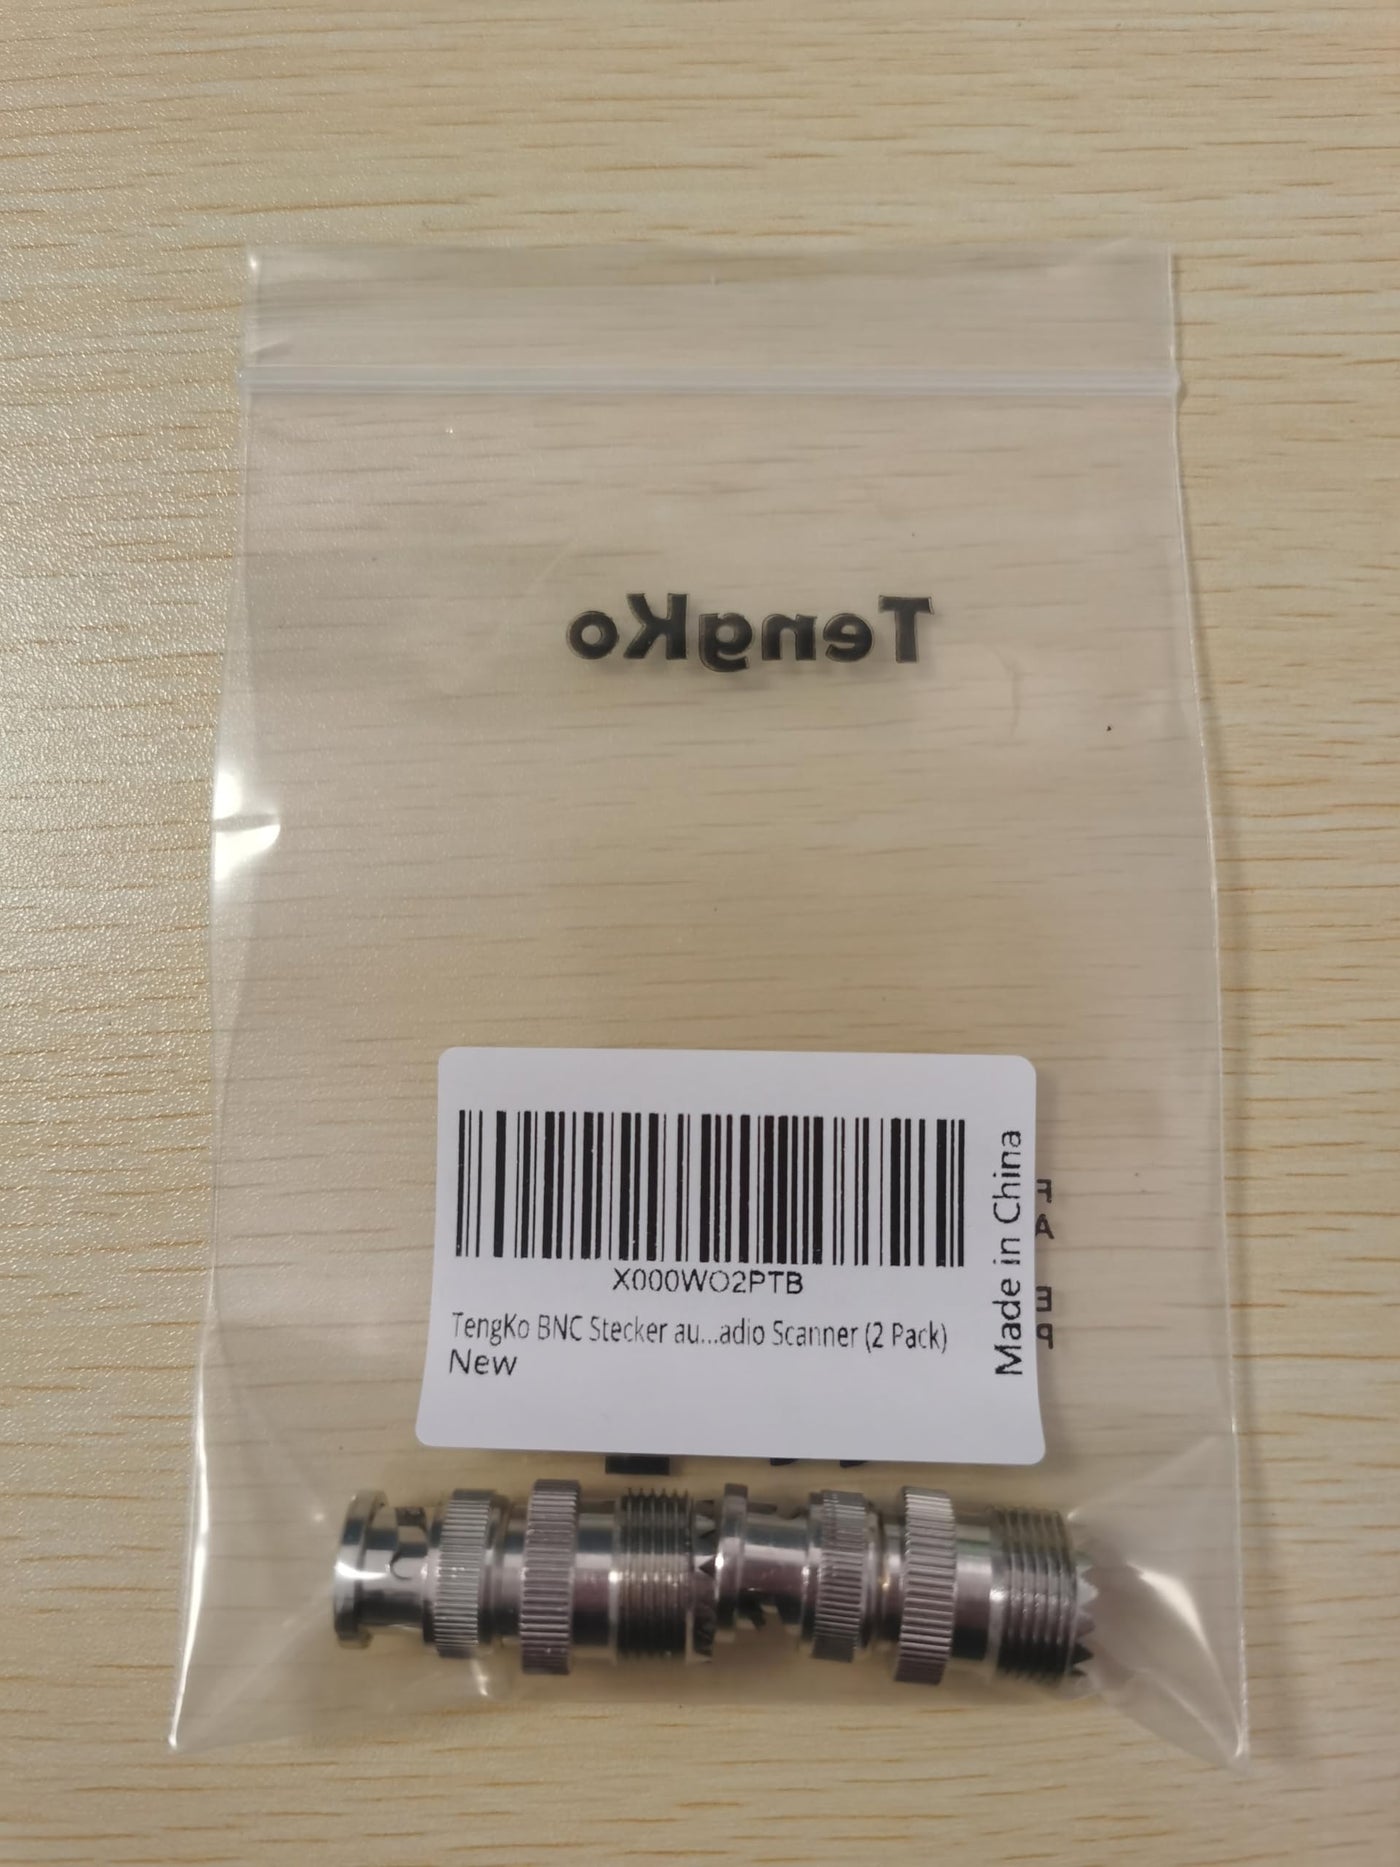 TengKo
X000WO2PTB
TengKo BNC Stecker au...adio Scanner (2 Pack)
New
Made in China
F
A
E
P